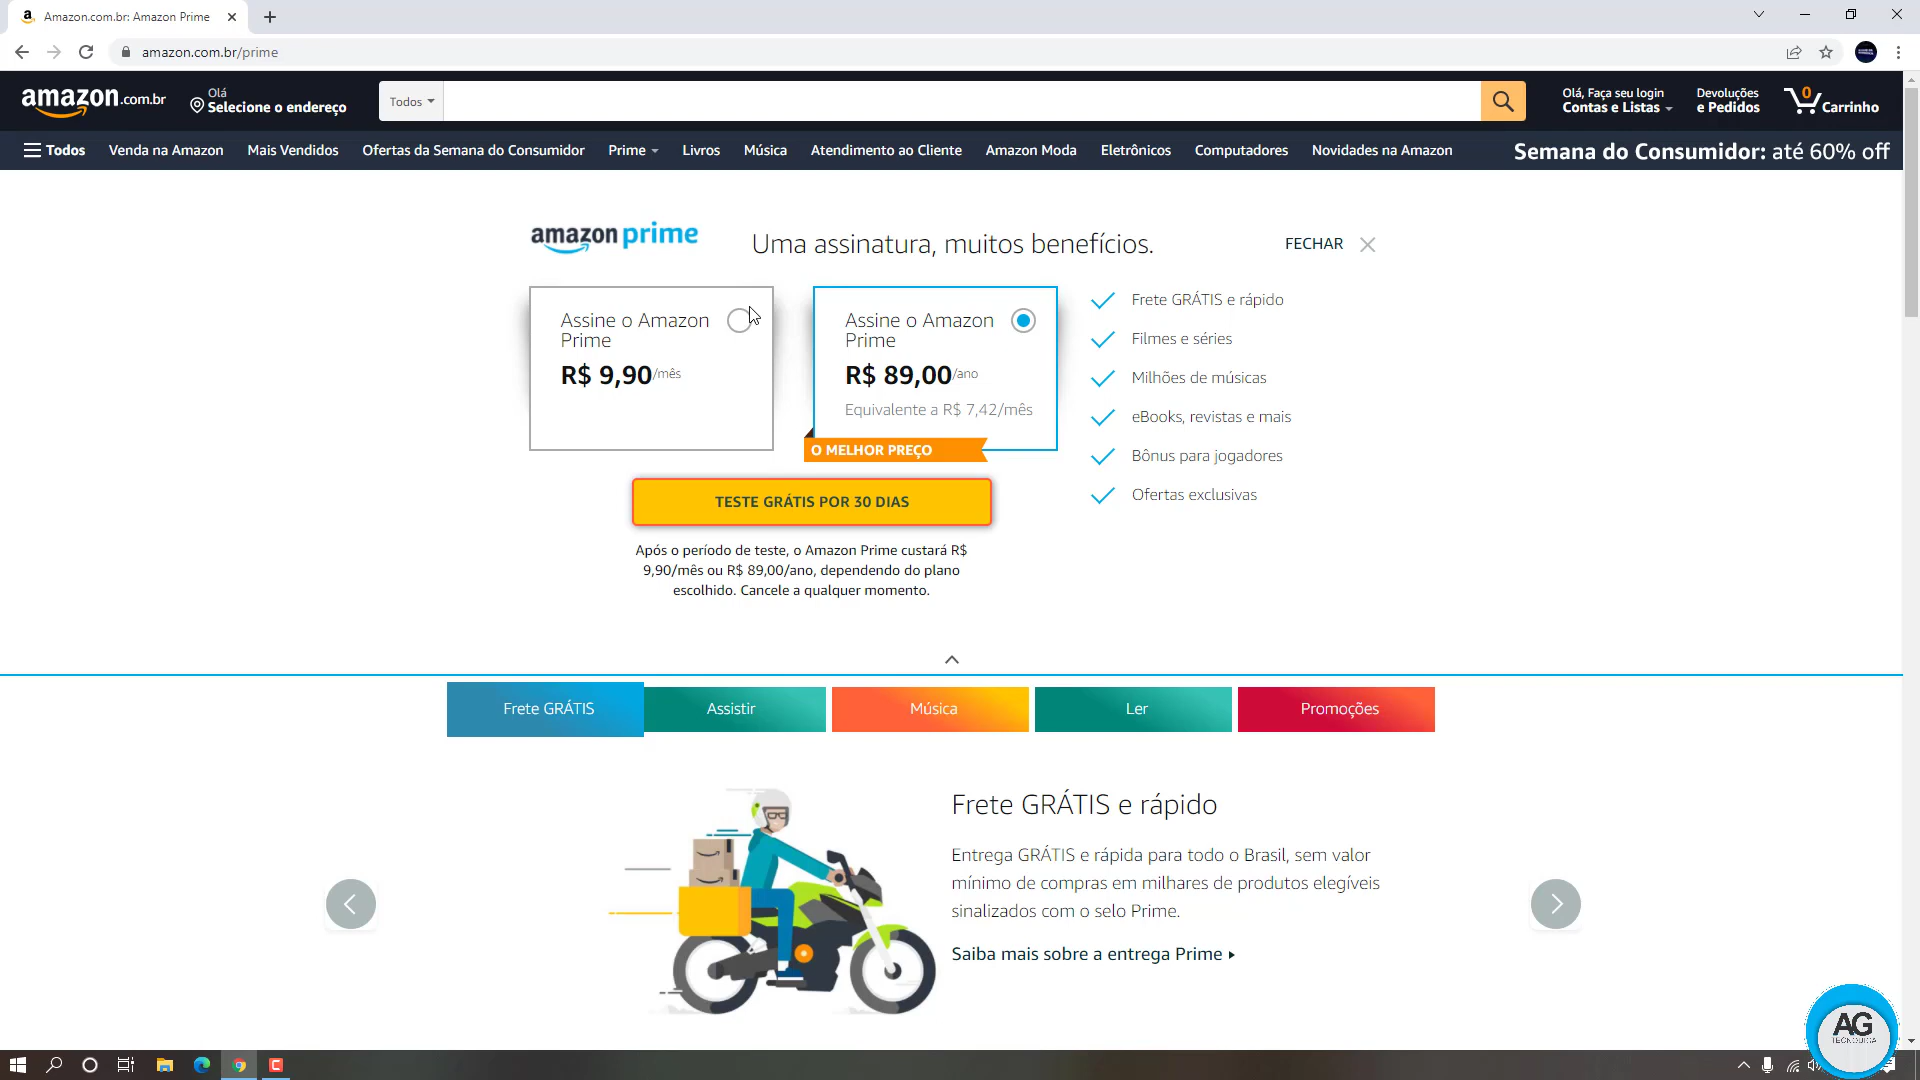 Amazon.com.br: Amazon Prime
amazon.com.br/prime
amazon.com.br
Olá
Selecione o endereço
Todos
Olá, Faça seu login
Contas e Listas
Devoluções
e Pedidos
0
Carrinho
Todos
Venda na Amazon
Mais Vendidos
Ofertas da Semana do Consumidor
Prime
Livros
Música
Atendimento ao Cliente
Amazon Moda
Eletrônicos
Computadores
Novidades na Amazon
Semana do Consumidor: até 60% off
amazon prime
Uma assinatura, muitos benefícios.
FECHAR
Assine o Amazon
Prime
R$ 9,90/mês
Assine o Amazon
Prime
R$ 89,00/ano
Equivalente a R$ 7,42/mês
O MELHOR PREÇO
Frete GRÁTIS e rápido
Filmes e séries
Milhões de músicas
eBooks, revistas e mais
Bônus para jogadores
Ofertas exclusivas
TESTE GRÁTIS POR 30 DIAS
Após o período de teste, o Amazon Prime custará R$
9,90/mês ou R$ 89,00/ano, dependendo do plano
escolhido. Cancele a qualquer momento.
Frete GRÁTIS
Assistir
Música
Ler
Promoções
Frete GRÁTIS e rápido
Entrega GRÁTIS e rápida para todo o Brasil, sem valor
mínimo de compras em milhares de produtos elegíveis
sinalizados com o selo Prime.
Saiba mais sobre a entrega Prime
AG